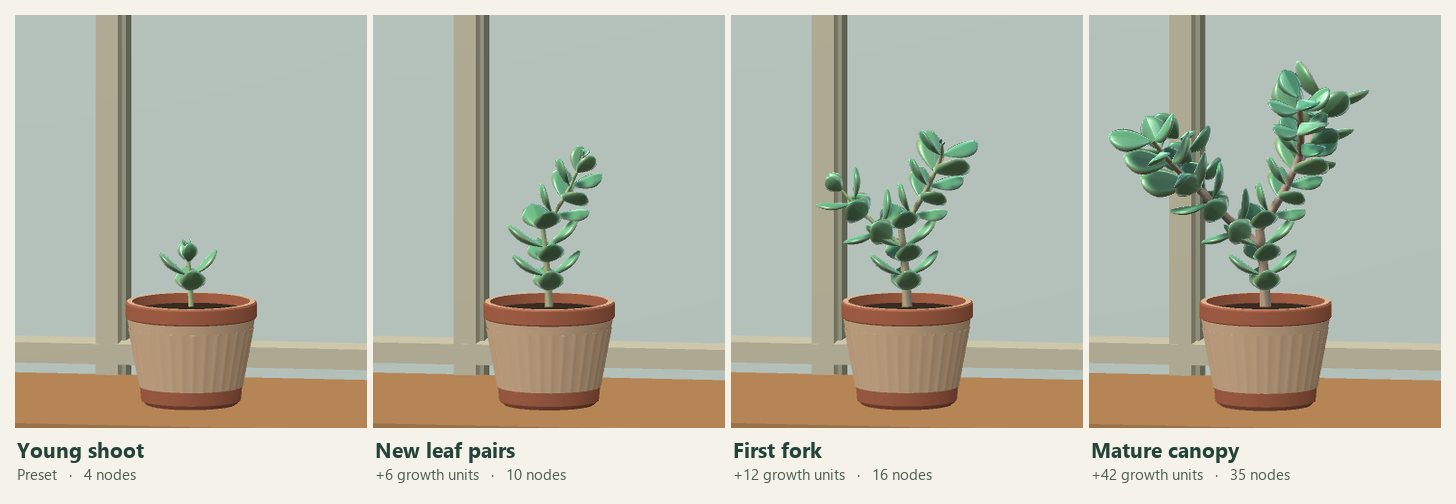 Young shoot
Preset · 4 nodes
New leaf pairs
+6 growth units · 10 nodes
First fork
+12 growth units · 16 nodes
Mature canopy
+42 growth units · 35 nodes